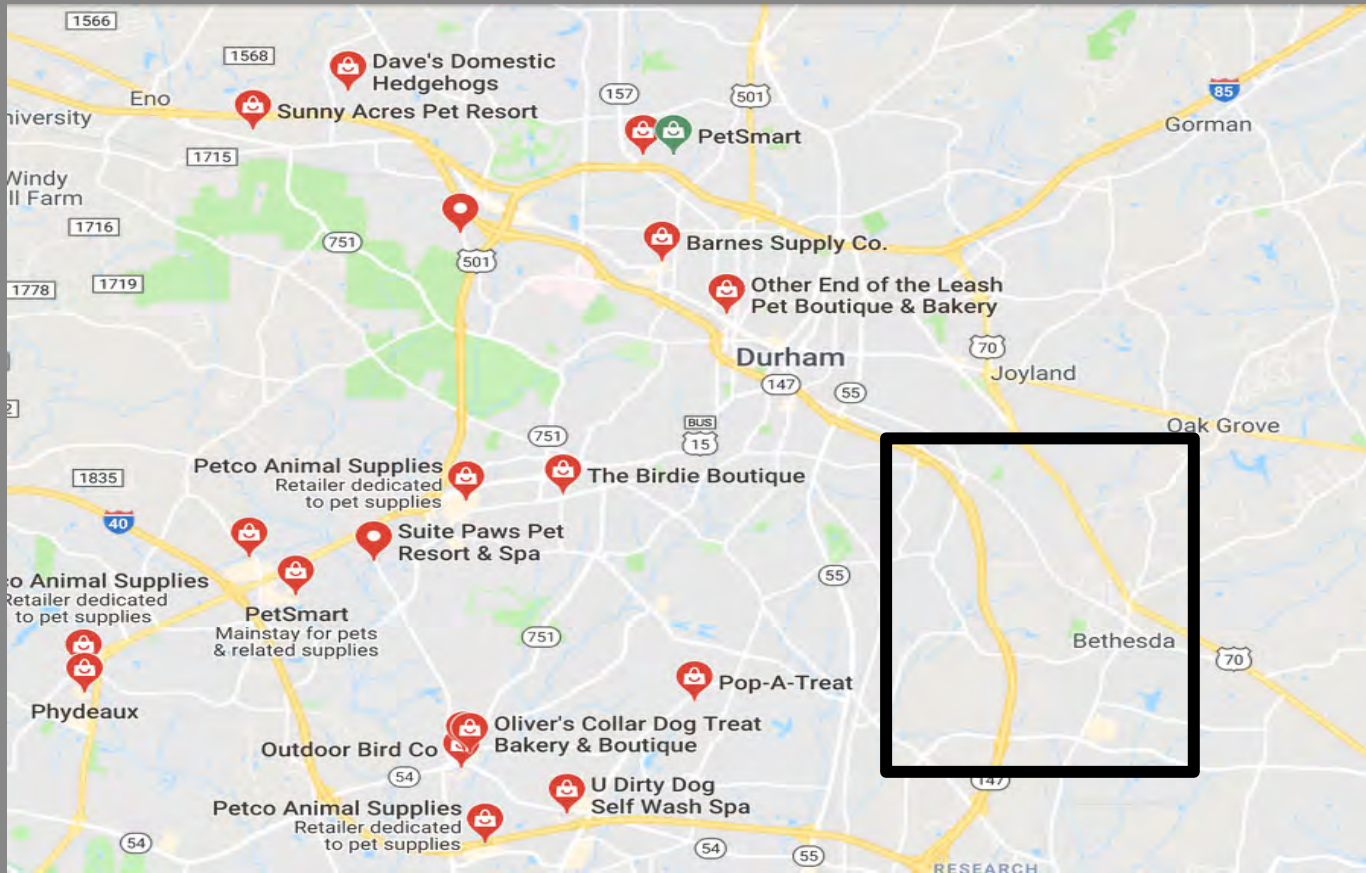 1566
1568
Dave's Domestic
Hedgehogs
Eno
Sunny Acres Pet Resort
niversity
157
501
85
Gorman
PetSmart
1715
Windy
ll Farm
1716
751
501
Barnes Supply Co.
1778
1719
Other End of the Leash
Pet Boutique & Bakery
70
Joyland
Durham
147
55
2
BUS
15
751
Oak Grove
Petco Animal Supplies
Retailer dedicated
to pet supplies
The Birdie Boutique
1835
40
Suite Paws Pet
Resort & Spa
co Animal Supplies
Retailer dedicated
to pet supplies
PetSmart
Mainstay for pets
& related supplies
55
751
Bethesda
70
Phydeaux
Pop-A-Treat
Oliver's Collar Dog Treat
Bakery & Boutique
Outdoor Bird Co
54
147
U Dirty Dog
Self Wash Spa
Petco Animal Supplies
Retailer dedicated
to pet supplies
54
54
55
RESEARCH